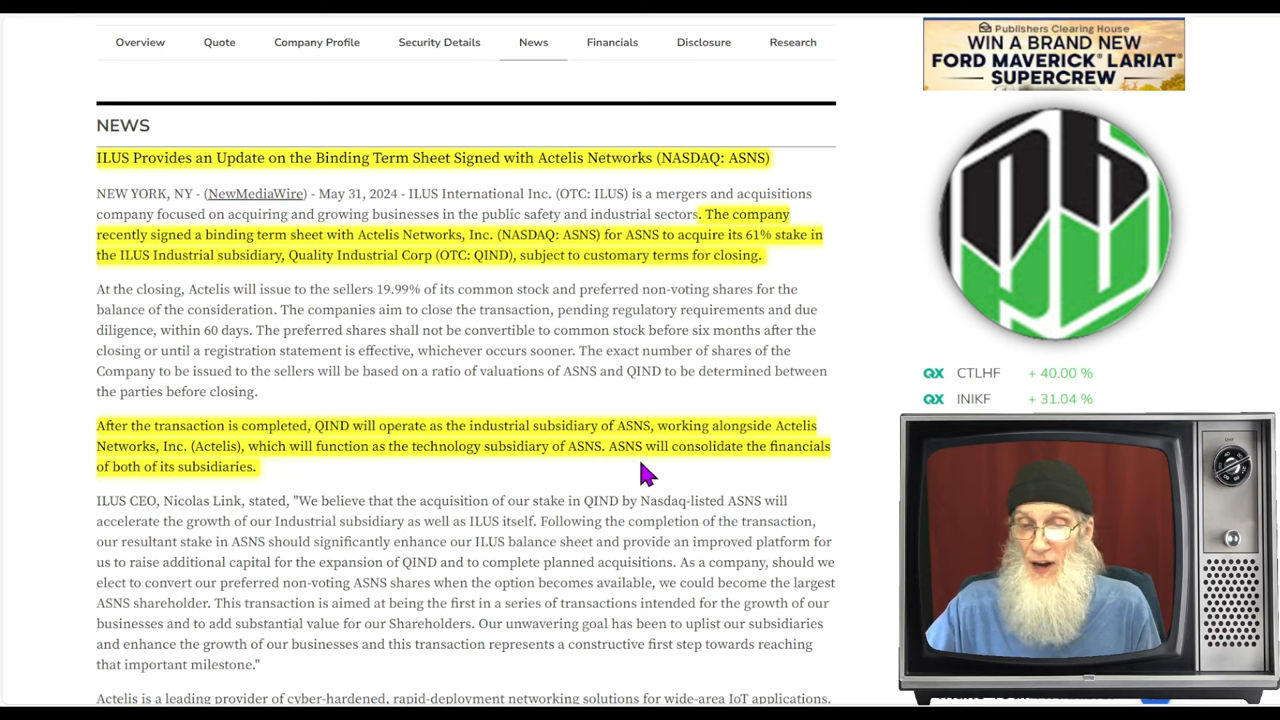 Overview Quote Company Profile Security Details News Financials Disclosure Research
NEWS
ILUS Provides an Update on the Binding Term Sheet Signed with Actelis Networks (NASDAQ: ASNS)
NEW YORK, NY - (NewMediaWire) - May 31, 2024 - ILUS International Inc. (OTC: ILUS) is a mergers and acquisitions
company focused on acquiring and growing businesses in the public safety and industrial sectors. The company
recently signed a binding term sheet with Actelis Networks, Inc. (NASDAQ: ASNS) for ASNS to acquire its 61% stake in
the ILUS Industrial subsidiary, Quality Industrial Corp (OTC: QIND), subject to customary terms for closing.
At the closing, Actelis will issue to the sellers 19.99% of its common stock and preferred non-voting shares for the
balance of the consideration. The companies aim to close the transaction, pending regulatory requirements and due
diligence, within 60 days. The preferred shares shall not be convertible to common stock before six months after the
closing or until a registration statement is effective, whichever occurs sooner. The exact number of shares of the
Company to be issued to the sellers will be based on a ratio of valuations of ASNS and QIND to be determined between
the parties before closing.
After the transaction is completed, QIND will operate as the industrial subsidiary of ASNS, working alongside Actelis
Networks, Inc. (Actelis), which will function as the technology subsidiary of ASNS. ASNS will consolidate the financials
of both of its subsidiaries.
ILUS CEO, Nicolas Link, stated, "We believe that the acquisition of our stake in QIND by Nasdaq-listed ASNS will
accelerate the growth of our Industrial subsidiary as well as ILUS itself. Following the completion of the transaction,
our resultant stake in ASNS should significantly enhance our ILUS balance sheet and provide an improved platform for
us to raise additional capital for the expansion of QIND and to complete planned acquisitions. As a company, should we
elect to convert our preferred non-voting ASNS shares when the option becomes available, we could become the largest
ASNS shareholder. This transaction is aimed at being the first in a series of transactions intended for the growth of our
businesses and to add substantial value for our Shareholders. Our unwavering goal has been to uplist our subsidiaries
and enhance the growth of our businesses and this transaction represents a constructive first step towards reaching
that important milestone."
Actelis is a leading provider of cyber-hardened, rapid-deployment networking solutions for wide-area IoT applications.
Publishers Clearing House
WIN A BRAND NEW
FORD MAVERICK® LARIAT®
SUPERCREW
QX CTLHF + 40.00 %
QX INIKF + 31.04 %